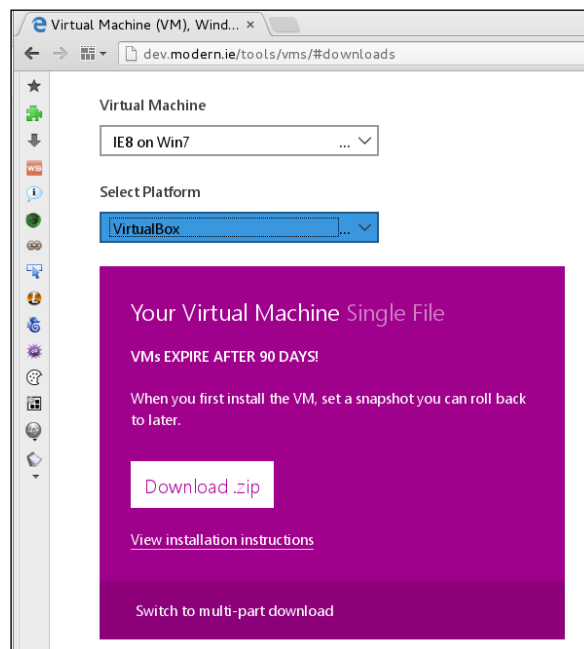 Virtual Machine (VM), Wind... ×
dev.modern.ie/tools/vms/#downloads
Virtual Machine
IE8 on Win7 ...
Select Platform
VirtualBox ...
Your Virtual Machine Single File
VMs EXPIRE AFTER 90 DAYS!
When you first install the VM, set a snapshot you can roll back
to later.
Download .zip
View installation instructions
Switch to multi-part download